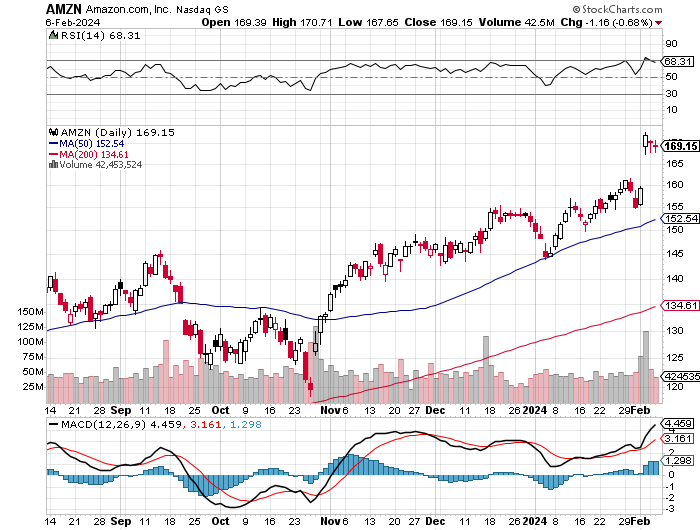 AMZN Amazon.com, Inc. Nasdaq GS © StockCharts.com
6-Feb-2024 Open 169.39 High 170.71 Low 167.65 Close 169.15 Volume 42.5M Chg -1.16 (-0.68%)
RSI(14) 68.31
90
68.31
50
30
10
AMZN (Daily) 169.15
MA(50) 152.54
MA(200) 134.61
Volume 42,453,524
169.15
165
160
155
152.54
150
145
140
134.61
130
125
120
42453524
150M
125M
100M
75M
50M
25M
14 21 28 Sep 11 18 25 Oct 9 16 23 Nov 6 13 20 27 Dec 11 18 26 2024 8 16 22 29 Feb
MACD(12,26,9) 4.459, 3.161, 1.298
4.459
3.161
2
1.298
0
-1
-2
-3
14 21 28 Sep 11 18 25 Oct 9 16 23 Nov 6 13 20 27 Dec 11 18 26 2024 8 16 22 29 Feb